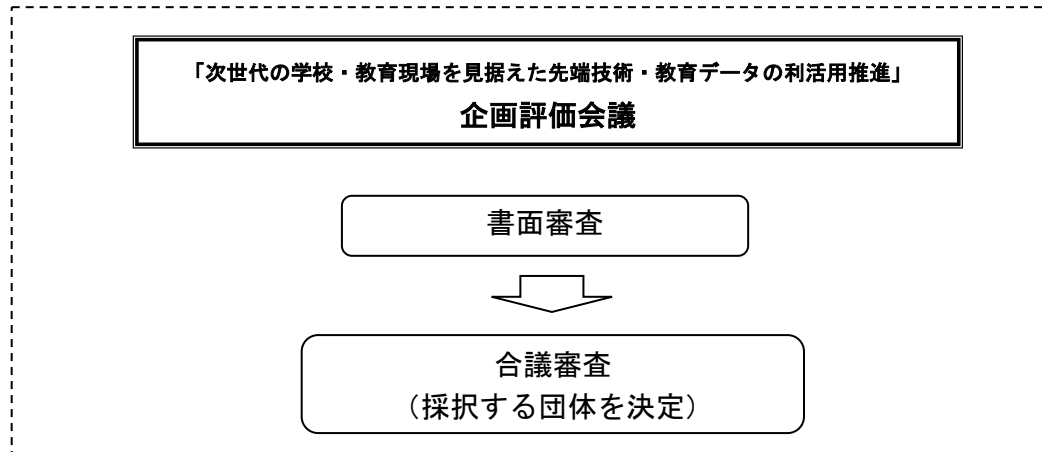 「次世代の学校・教育現場を見据えた先端技術・教育データの利活用推進」
企画評価会議
書面審査
合議審査
（採択する団体を決定）